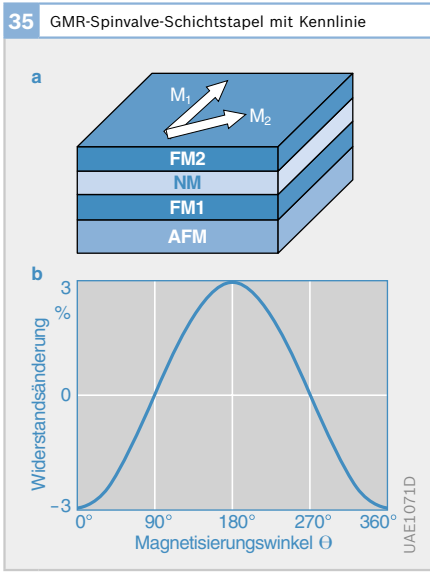 35 GMR-Spinvalve-Schichtstapel mit Kennlinie
a
M1
M2
FM2
NM
FM1
AFM
b
3
%
0
−3
Widerstandsänderung
0° 90° 180° 270° 360°
Magnetisierungswinkel Θ
UAE1071D